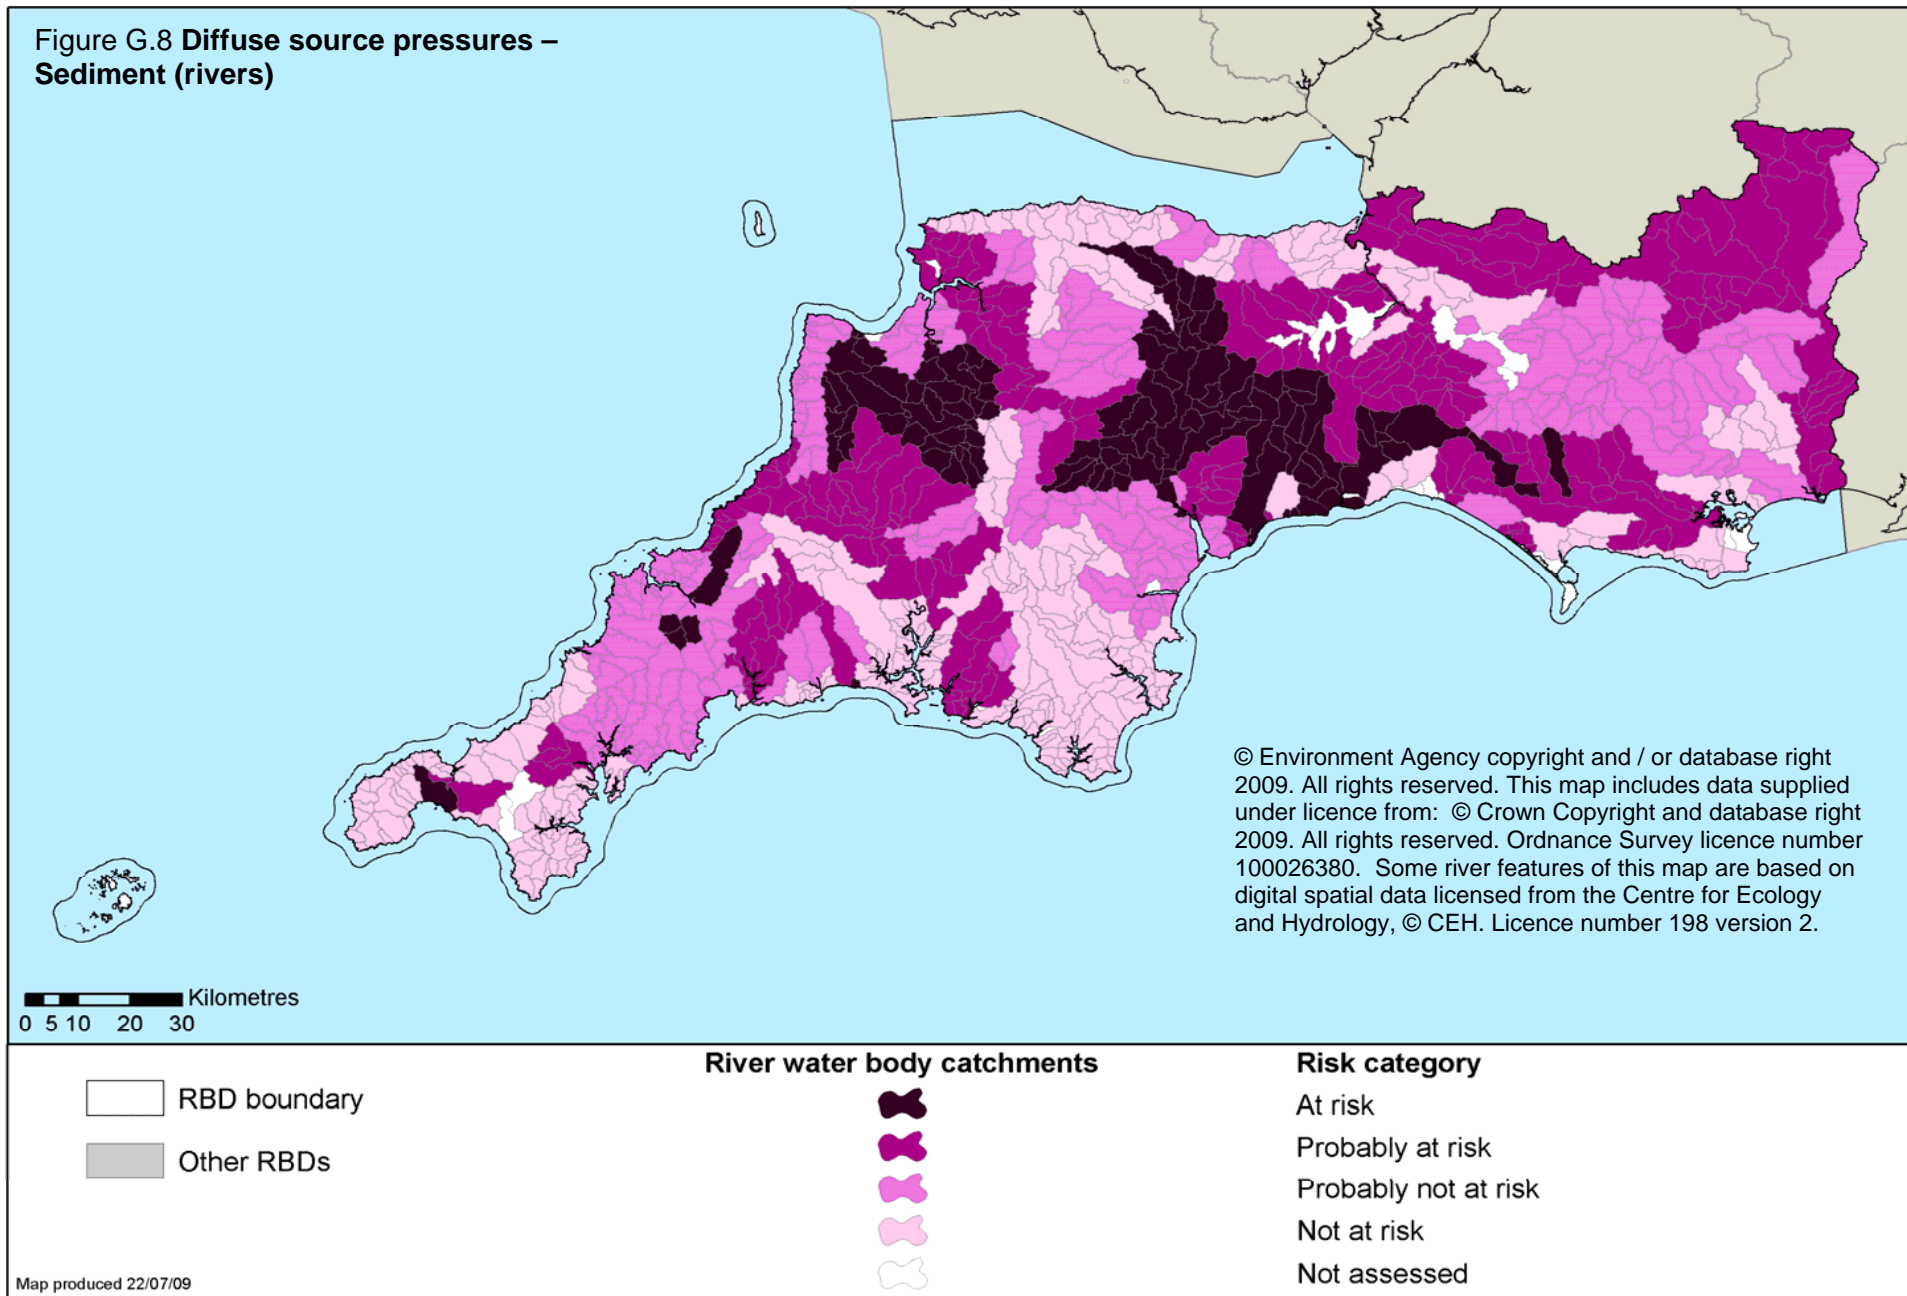 Figure G.8 Diffuse source pressures –
Sediment (rivers)
© Environment Agency copyright and / or database right
2009. All rights reserved. This map includes data supplied
under licence from: © Crown Copyright and database right
2009. All rights reserved. Ordnance Survey licence number
100026380. Some river features of this map are based on
digital spatial data licensed from the Centre for Ecology
and Hydrology, © CEH. Licence number 198 version 2.
Kilometres
0 5 10 20 30
River water body catchments
Risk category
RBD boundary
Other RBDs
At risk
Probably at risk
Probably not at risk
Not at risk
Not assessed
Map produced 22/07/09